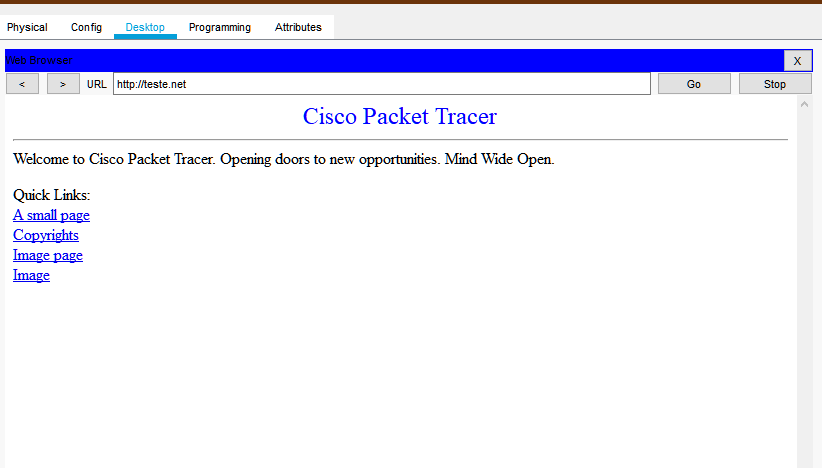 Physical Config Desktop Programming Attributes
Web Browser X
< > URL http://teste.net Go Stop
Cisco Packet Tracer
Welcome to Cisco Packet Tracer. Opening doors to new opportunities. Mind Wide Open.
Quick Links:
A small page
Copyrights
Image page
Image